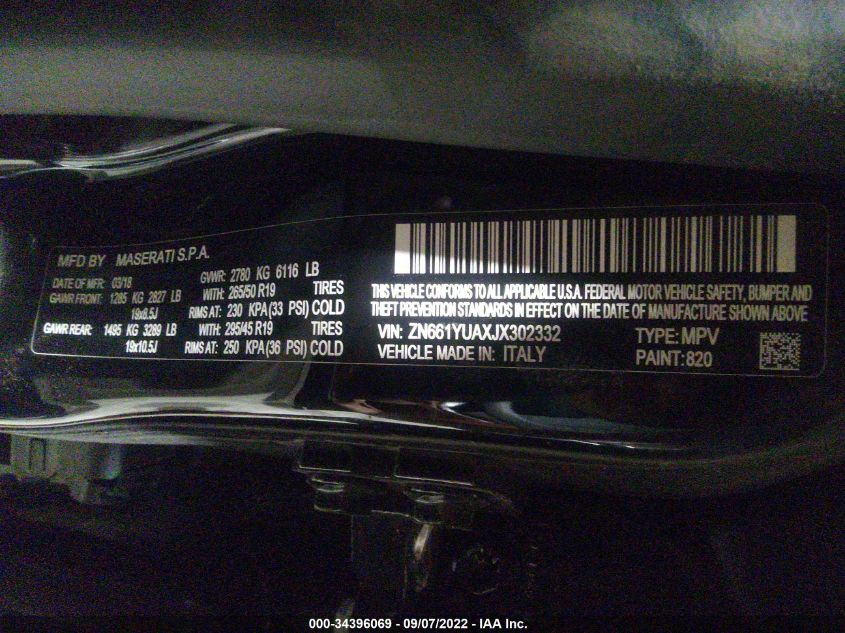 MFD BY MASERATI S.P.A.
DATE OF MFR: 03/18 GVWR: 2780 KG 6116 LB
GAWR FRONT: 1285 KG 2827 LB WITH: 265/50 R19 TIRES
19x8.5J RIMS AT: 230 KPA (33 PSI) COLD
GAWR REAR: 1495 KG 3289 LB WITH: 295/45 R19 TIRES
19x10.5J RIMS AT: 250 KPA (36 PSI) COLD
THIS VEHICLE CONFORMS TO ALL APPLICABLE U.S.A. FEDERAL MOTOR VEHICLE SAFETY, BUMPER AND
THEFT PREVENTION STANDARDS IN EFFECT ON THE DATE OF MANUFACTURE SHOWN ABOVE
VIN: ZN661YUAXJX302332 TYPE: MPV
VEHICLE MADE IN: ITALY PAINT: 820
000-34396069 - 09/07/2022 - IAA Inc.